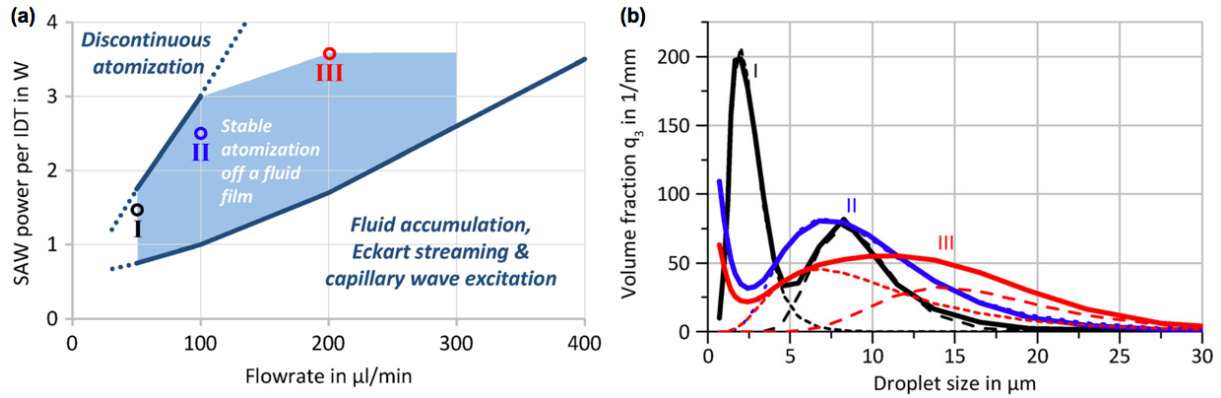 (a)
SAW power per IDT in W
4
3
2
1
0
Discontinuous
atomization
III
II
I
Stable
atomization
off a fluid
film
Fluid accumulation,
Eckart streaming &
capillary wave excitation
0 100 200 300 400
Flowrate in µl/min
(b)
Volume fraction q₃ in 1/mm
200
150
100
50
0
I
II
III
0 5 10 15 20 25 30
Droplet size in µm